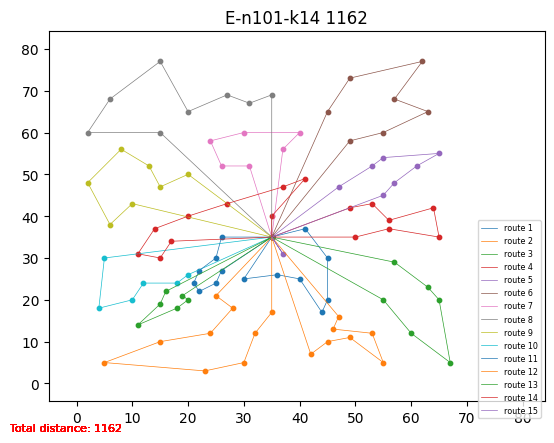 E-n101-k14 1162
80
70
60
50
40
30
20
10
0
0
10
20
30
40
50
60
70
80
route 1
route 2
route 3
route 4
route 5
route 6
route 7
route 8
route 9
route 10
route 11
route 12
route 13
route 14
route 15
Total distance: 1162